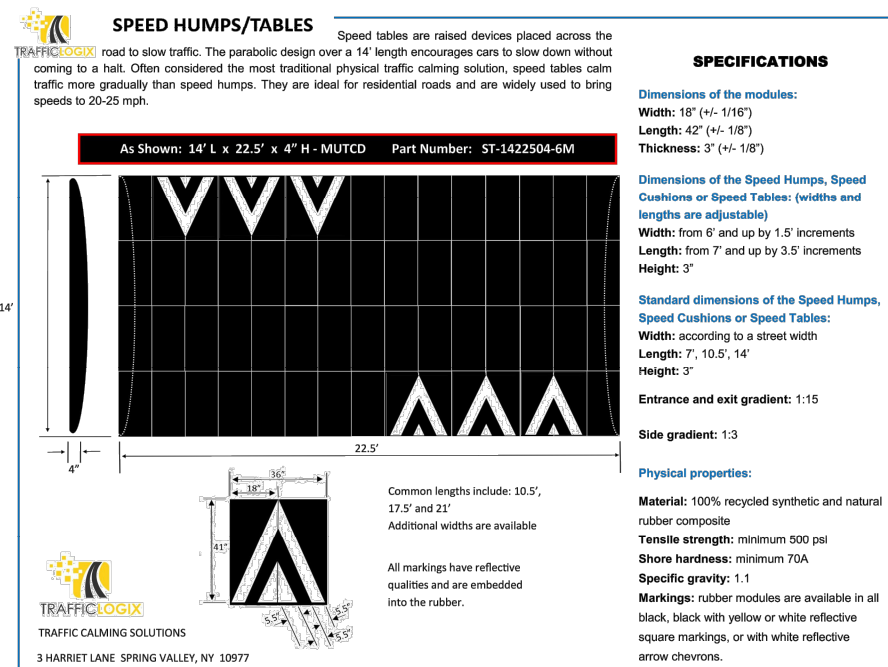 TRAFFICLOGIX
SPEED HUMPS/TABLES
Speed tables are raised devices placed across the
road to slow traffic. The parabolic design over a 14’ length encourages cars to slow down without
coming to a halt. Often considered the most traditional physical traffic calming solution, speed tables calm
traffic more gradually than speed humps. They are ideal for residential roads and are widely used to bring
speeds to 20-25 mph.
As Shown: 14’ L x 22.5’ x 4” H - MUTCD Part Number: ST-1422504-6M
14’
4”
22.5’
36”
18”
41”
5.5”
5.5”
5.5”
Common lengths include: 10.5’,
17.5’ and 21’
Additional widths are available
All markings have reflective
qualities and are embedded
into the rubber.
TRAFFICLOGIX
TRAFFIC CALMING SOLUTIONS
3 HARRIET LANE SPRING VALLEY, NY 10977
SPECIFICATIONS
Dimensions of the modules:
Width: 18” (+/- 1/16”)
Length: 42” (+/- 1/8”)
Thickness: 3” (+/- 1/8”)
Dimensions of the Speed Humps, Speed
Cushions or Speed Tables: (widths and
lengths are adjustable)
Width: from 6’ and up by 1.5’ increments
Length: from 7’ and up by 3.5’ increments
Height: 3”
Standard dimensions of the Speed Humps,
Speed Cushions or Speed Tables:
Width: according to a street width
Length: 7’, 10.5’, 14’
Height: 3”
Entrance and exit gradient: 1:15
Side gradient: 1:3
Physical properties:
Material: 100% recycled synthetic and natural
rubber composite
Tensile strength: minimum 500 psi
Shore hardness: minimum 70A
Specific gravity: 1.1
Markings: rubber modules are available in all
black, black with yellow or white reflective
square markings, or with white reflective
arrow chevrons.